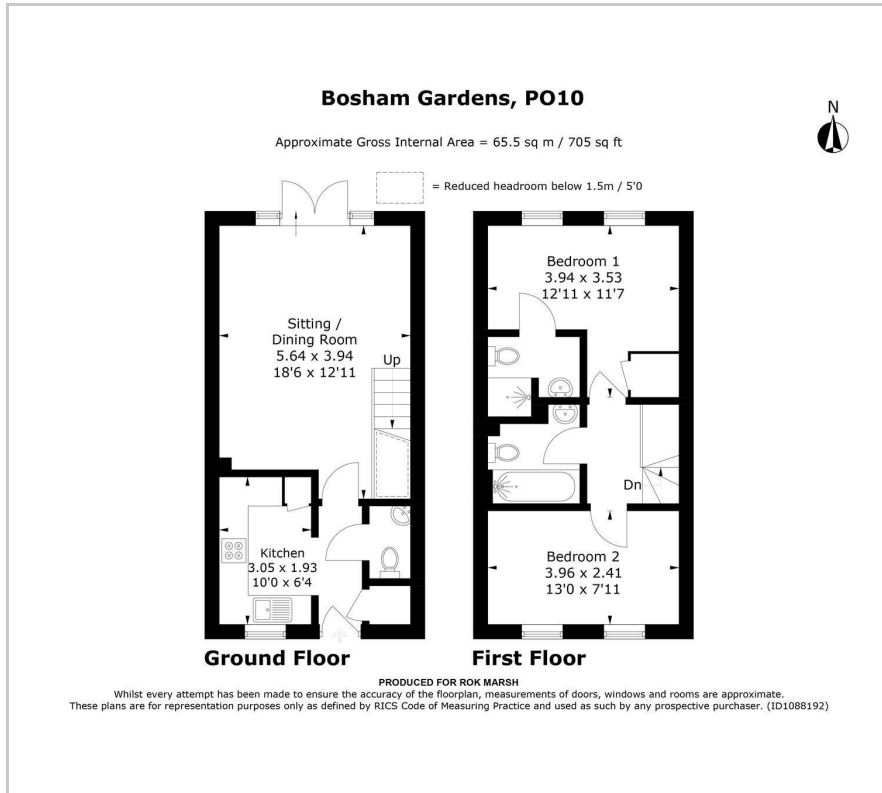 Bosham Gardens, PO10
N
Approximate Gross Internal Area = 65.5 sq m / 705 sq ft
= Reduced headroom below 1.5m / 5'0
Sitting /
Dining Room
5.64 x 3.94
18'6 x 12'11
Up
Kitchen
3.05 x 1.93
10'0 x 6'4
Ground Floor
Bedroom 1
3.94 x 3.53
12'11 x 11'7
Dn
Bedroom 2
3.96 x 2.41
13'0 x 7'11
First Floor
PRODUCED FOR ROK MARSH
Whilst every attempt has been made to ensure the accuracy of the floorplan, measurements of doors, windows and rooms are approximate.
These plans are for representation purposes only as defined by RICS Code of Measuring Practice and used as such by any prospective purchaser. (ID1088192)